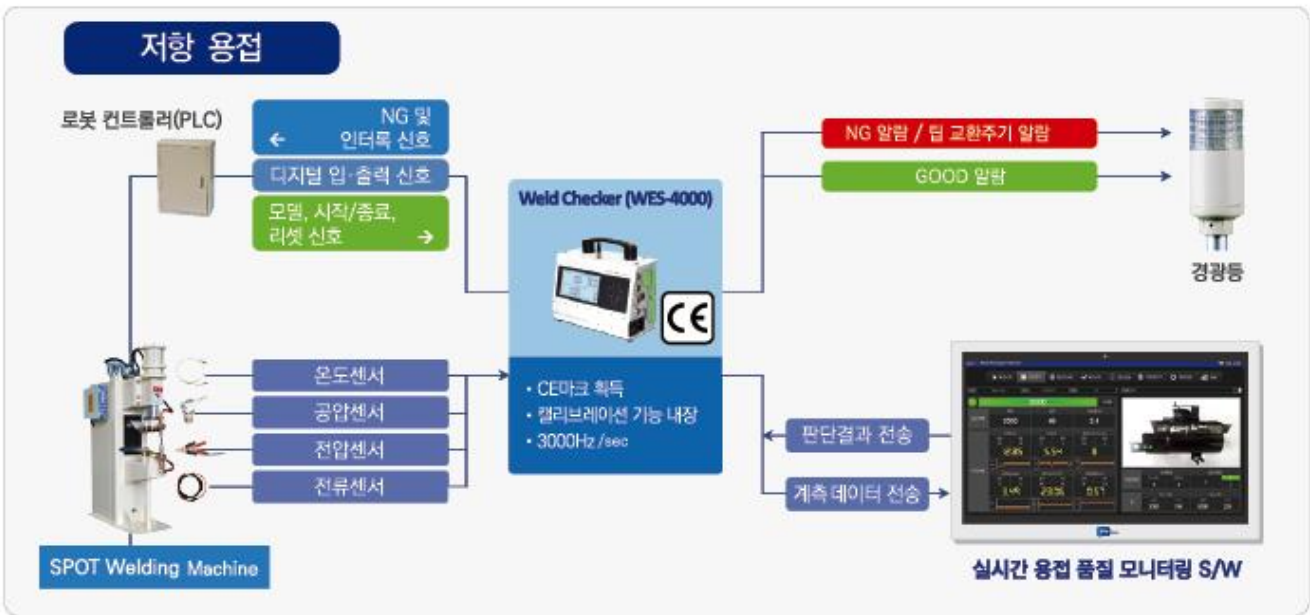 저항 용접
로봇 컨트롤러(PLC)
NG 및
← 인터록 신호
디지털 입·출력 신호
모델, 시작/종료,
리셋 신호 →
Weld Checker (WES-4000)
CE
· CE마크 획득
· 캘리브레이션 기능 내장
· 3000Hz/sec
NG 알람 / 팁 교환주기 알람
GOOD 알람
경광등
온도센서
공압센서
전압센서
전류센서
SPOT Welding Machine
판단결과 전송
계측 데이터 전송
실시간 용접 품질 모니터링 S/W